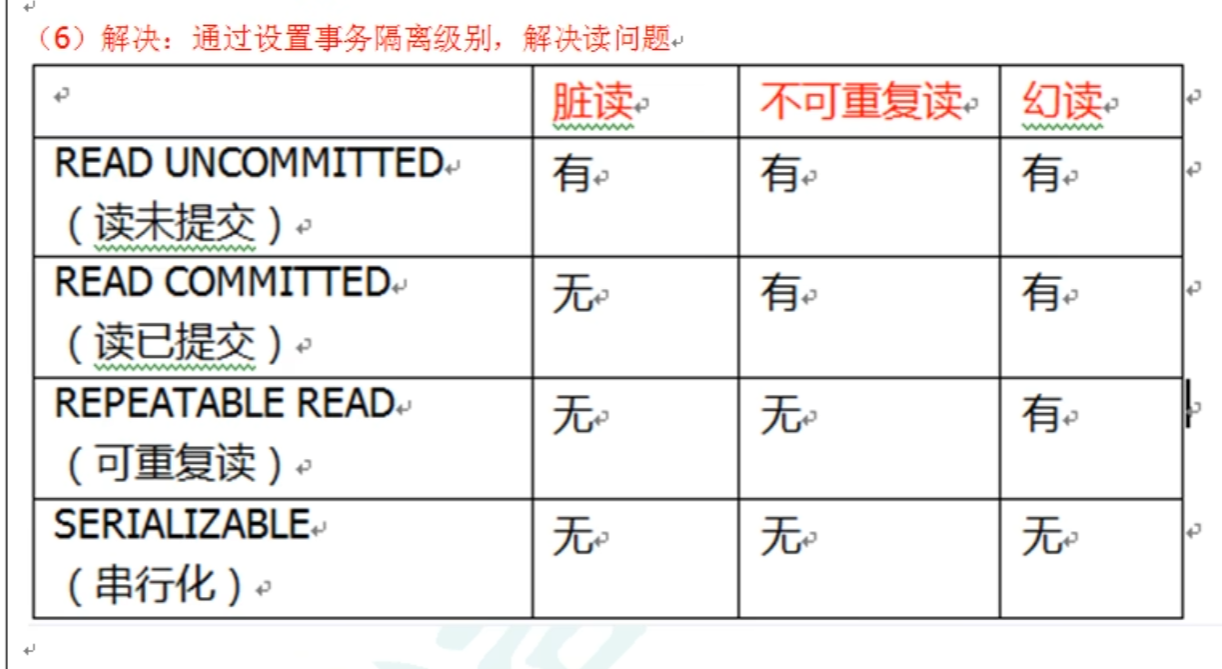 （6）解决：通过设置事务隔离级别，解决读问题
脏读 不可重复读 幻读
READ UNCOMMITTED
（读未提交） 有 有 有
READ COMMITTED
（读已提交） 无 有 有
REPEATABLE READ
（可重复读） 无 无 有
SERIALIZABLE
（串行化） 无 无 无